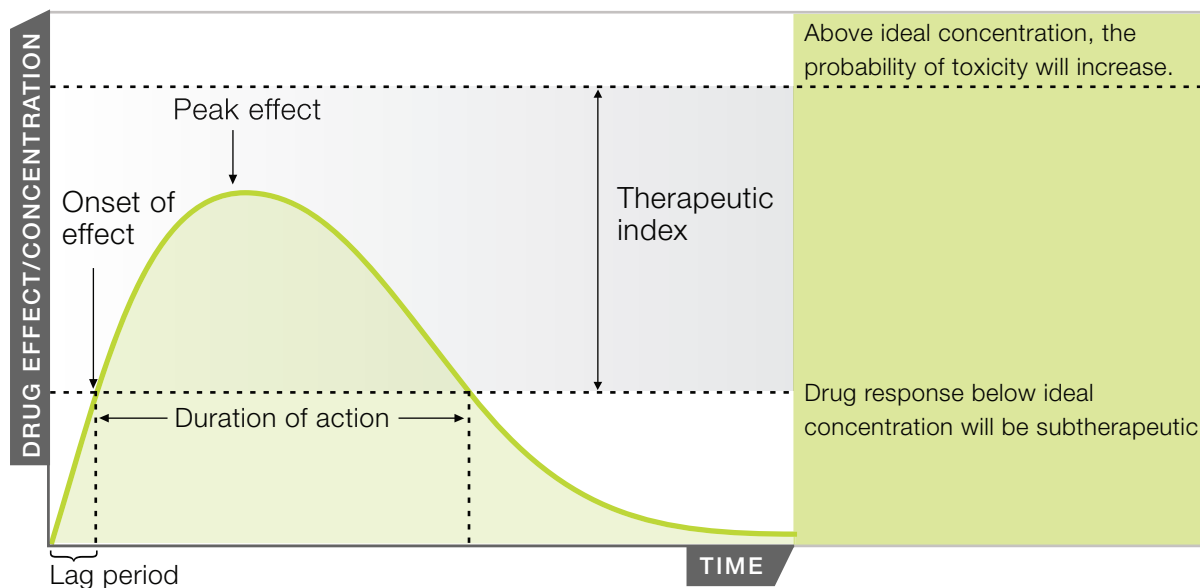 Above ideal concentration, the
probability of toxicity will increase.
Peak effect
Onset of
effect
Therapeutic
index
DRUG EFFECT/CONCENTRATION
Duration of action
Drug response below ideal
concentration will be subtherapeutic
TIME
Lag period